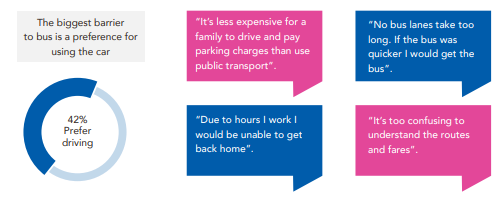 The biggest barrier
to bus is a preference for
using the car
42%
Prefer
driving
“It’s less expensive for a
family to drive and pay
parking charges than use
public transport”.
“No bus lanes take too
long. If the bus was
quicker I would get the
bus”.
“Due to hours I work I
would be unable to get
back home”.
“It’s too confusing to
understand the routes
and fares”.